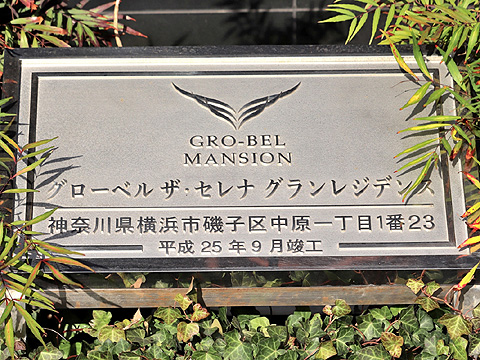 GRO-BEL
MANSION
グローベル ザ・セレナ グランレジデンス
神奈川県横浜市磯子区中原一丁目1番23
平成25年9月竣工